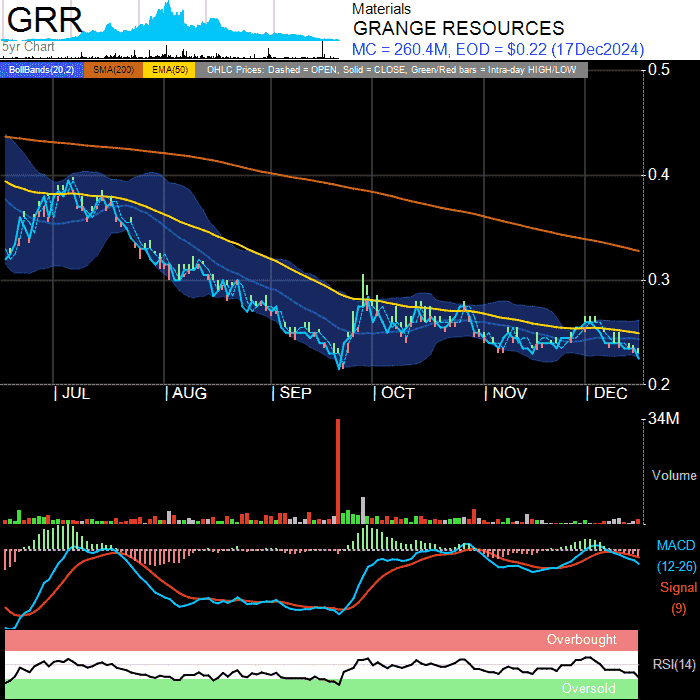 GRR
5yr Chart
Materials
GRANGE RESOURCES
MC = 260.4M, EOD = $0.22 (17Dec2024)
BollBands(20,2) SMA(200) EMA(50) OHLC Prices: Dashed = OPEN, Solid = CLOSE, Green/Red bars = Intra-day HIGH/LOW
0.5
0.4
0.3
0.2
JUL AUG SEP OCT NOV DEC
34M
Volume
MACD
(12-26)
Signal
(9)
Overbought
RSI(14)
Oversold